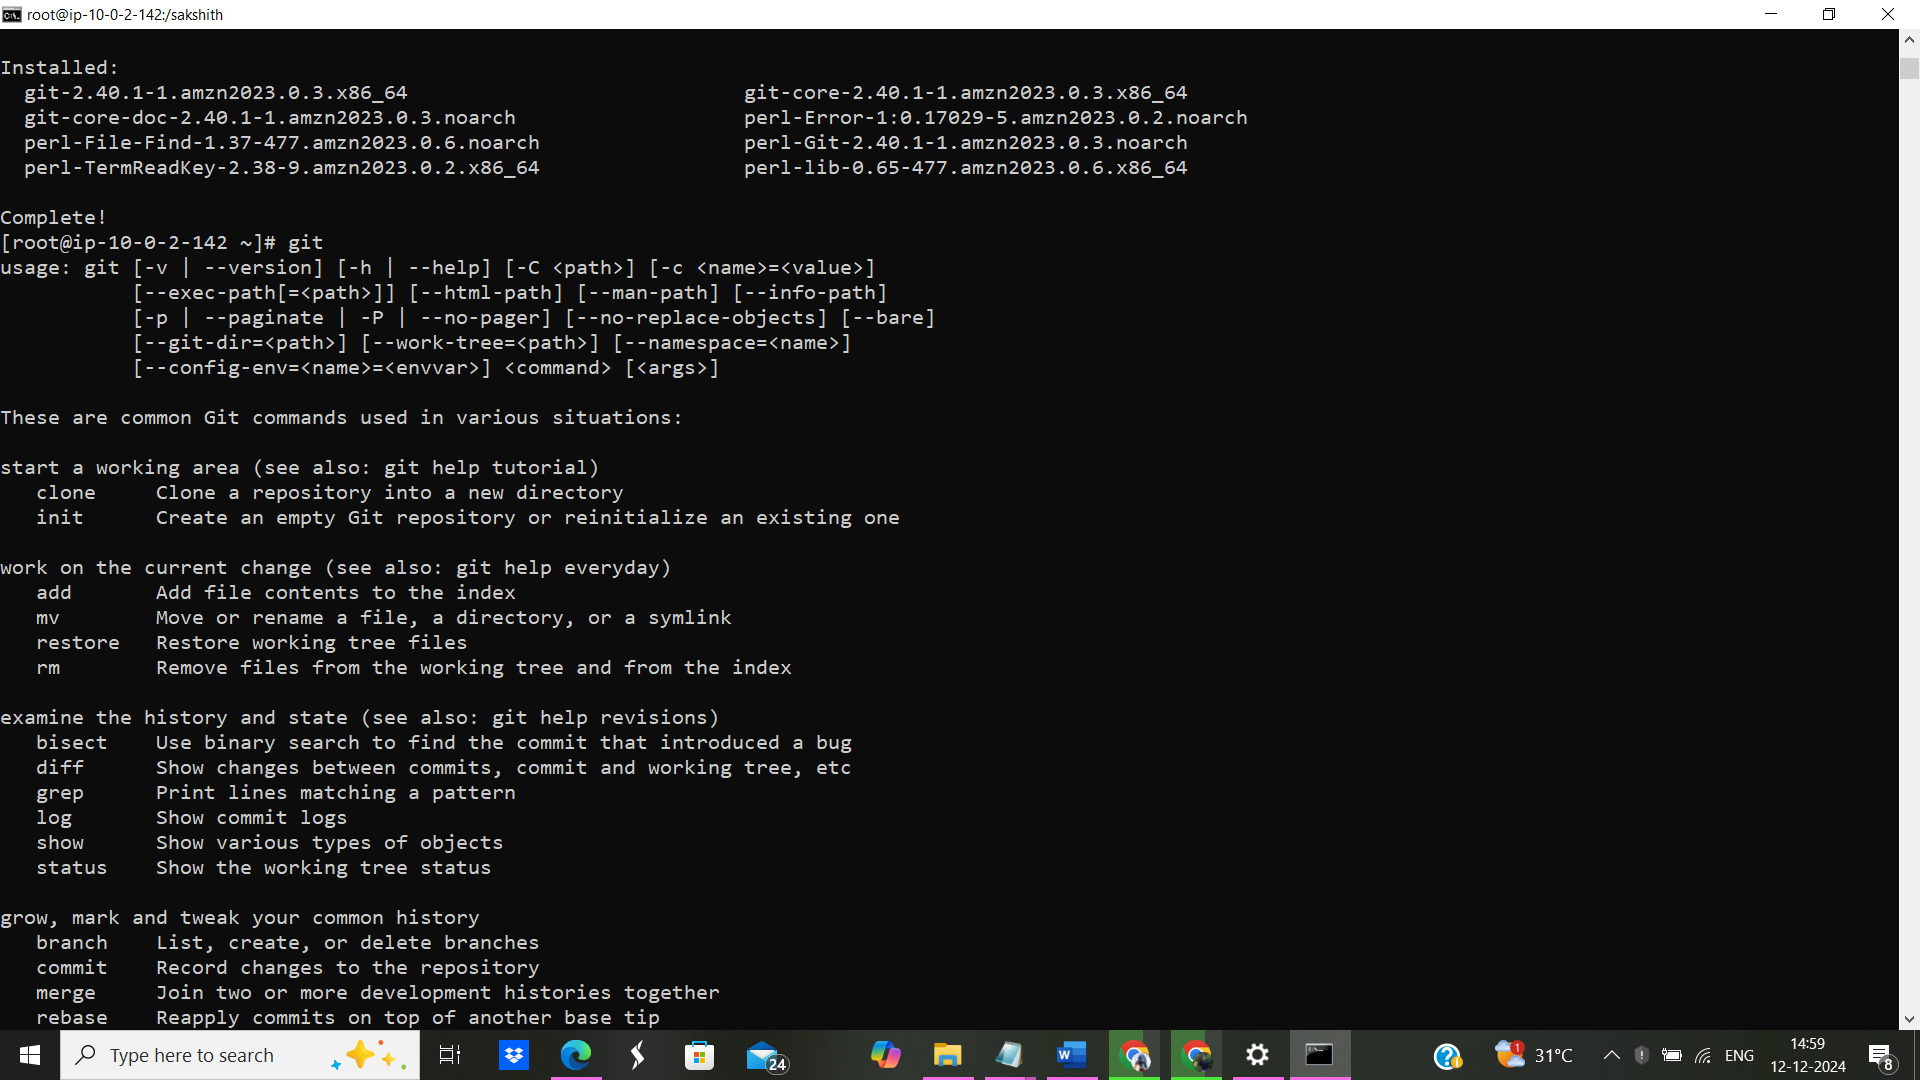 root@ip-10-0-2-142:/sakshith
Installed:
  git-2.40.1-1.amzn2023.0.3.x86_64                            git-core-2.40.1-1.amzn2023.0.3.x86_64
  git-core-doc-2.40.1-1.amzn2023.0.3.noarch                   perl-Error-1:0.17029-5.amzn2023.0.2.noarch
  perl-File-Find-1.37-477.amzn2023.0.6.noarch                 perl-Git-2.40.1-1.amzn2023.0.3.noarch
  perl-TermReadKey-2.38-9.amzn2023.0.2.x86_64                 perl-lib-0.65-477.amzn2023.0.6.x86_64
Complete!
[root@ip-10-0-2-142 ~]# git
usage: git [-v | --version] [-h | --help] [-C <path>] [-c <name>=<value>]
           [--exec-path[=<path>]] [--html-path] [--man-path] [--info-path]
           [-p | --paginate | -P | --no-pager] [--no-replace-objects] [--bare]
           [--git-dir=<path>] [--work-tree=<path>] [--namespace=<name>]
           [--config-env=<name>=<envvar>] <command> [<args>]
These are common Git commands used in various situations:
start a working area (see also: git help tutorial)
   clone     Clone a repository into a new directory
   init      Create an empty Git repository or reinitialize an existing one
work on the current change (see also: git help everyday)
   add       Add file contents to the index
   mv        Move or rename a file, a directory, or a symlink
   restore   Restore working tree files
   rm        Remove files from the working tree and from the index
examine the history and state (see also: git help revisions)
   bisect    Use binary search to find the commit that introduced a bug
   diff      Show changes between commits, commit and working tree, etc
   grep      Print lines matching a pattern
   log       Show commit logs
   show      Show various types of objects
   status    Show the working tree status
grow, mark and tweak your common history
   branch    List, create, or delete branches
   commit    Record changes to the repository
   merge     Join two or more development histories together
   rebase    Reapply commits on top of another base tip
Type here to search
24
1
31°C
ENG
14:59
12-12-2024
8